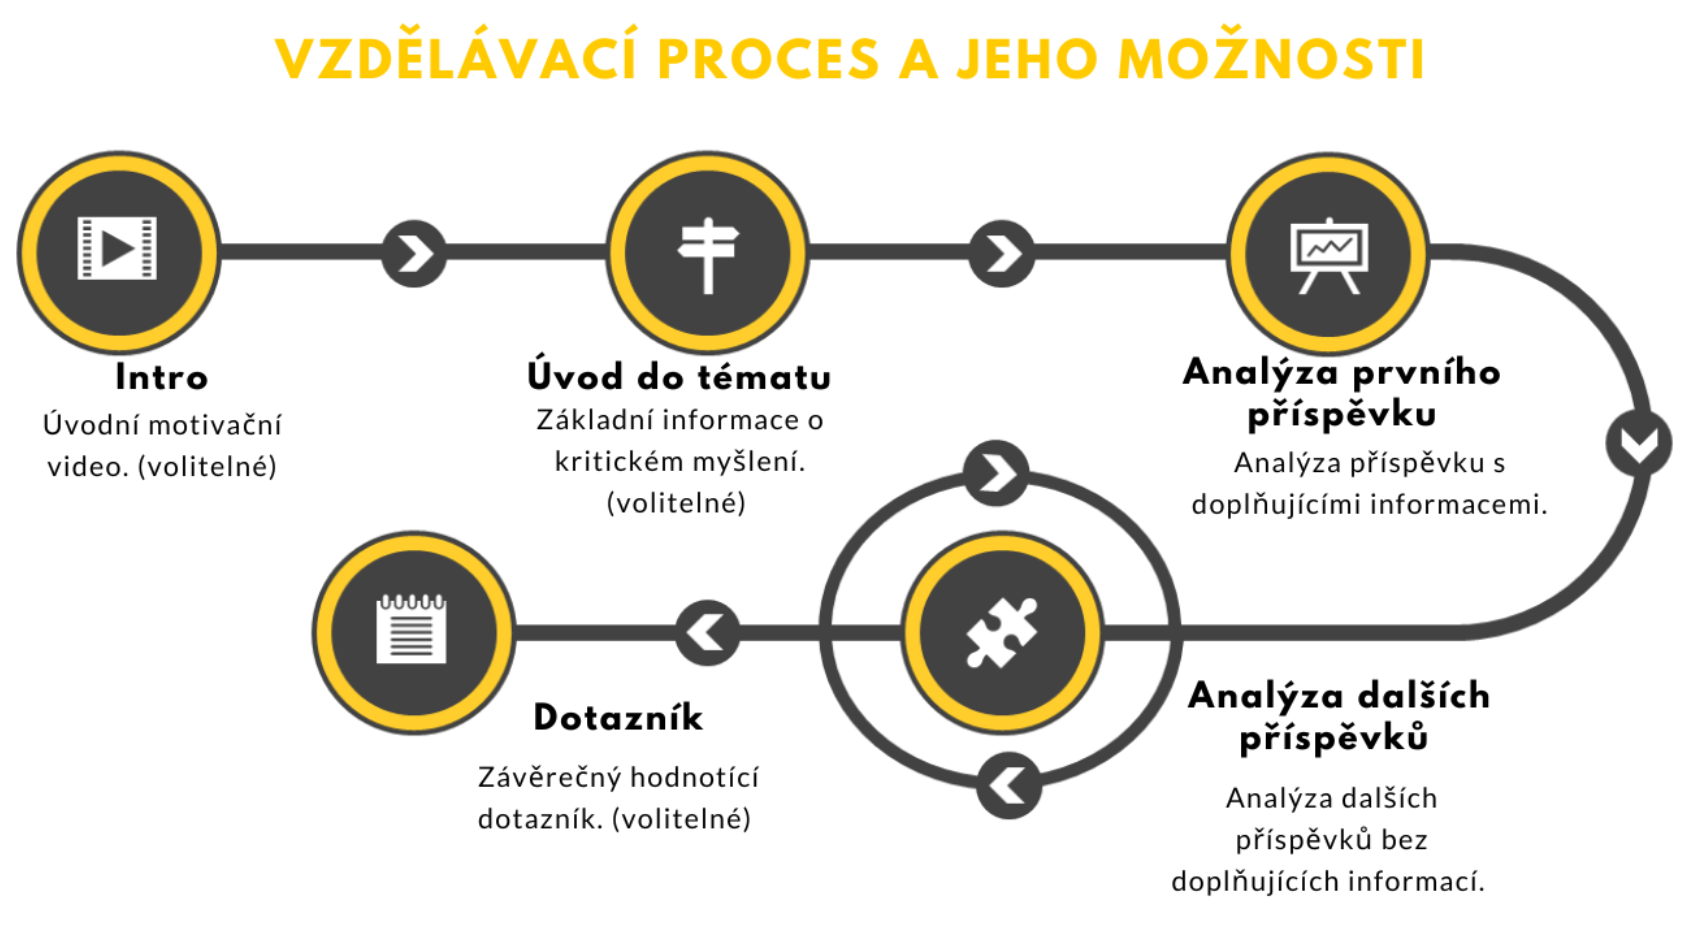 VZDĚLÁVACÍ PROCES A JEHO MOŽNOSTI
Intro
Úvodní motivační
video. (volitelné)
Úvod do tématu
Základní informace o
kritickém myšlení.
(volitelné)
Analýza prvního
příspěvku
Analýza příspěvku s
doplňujícími informacemi.
Analýza dalších
příspěvků
Analýza dalších
příspěvků bez
doplňujících informací.
Dotazník
Závěrečný hodnotící
dotazník. (volitelné)